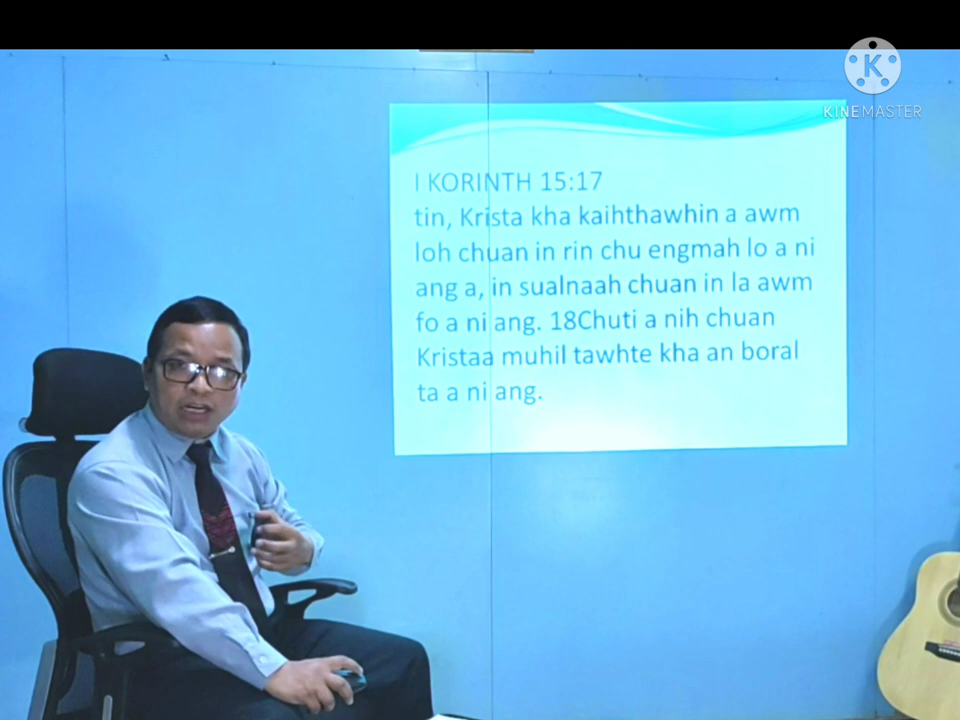 K
KINEMASTER
I KORINTH 15:17
tin, Krista kha kaihthawhin a awm
loh chuan in rin chu engmah lo a ni
ang a, in sualnaah chuan in la awm
fo a ni ang. 18Chuti a nih chuan
Kristaa muhil tawhte kha an boral
ta a ni ang.